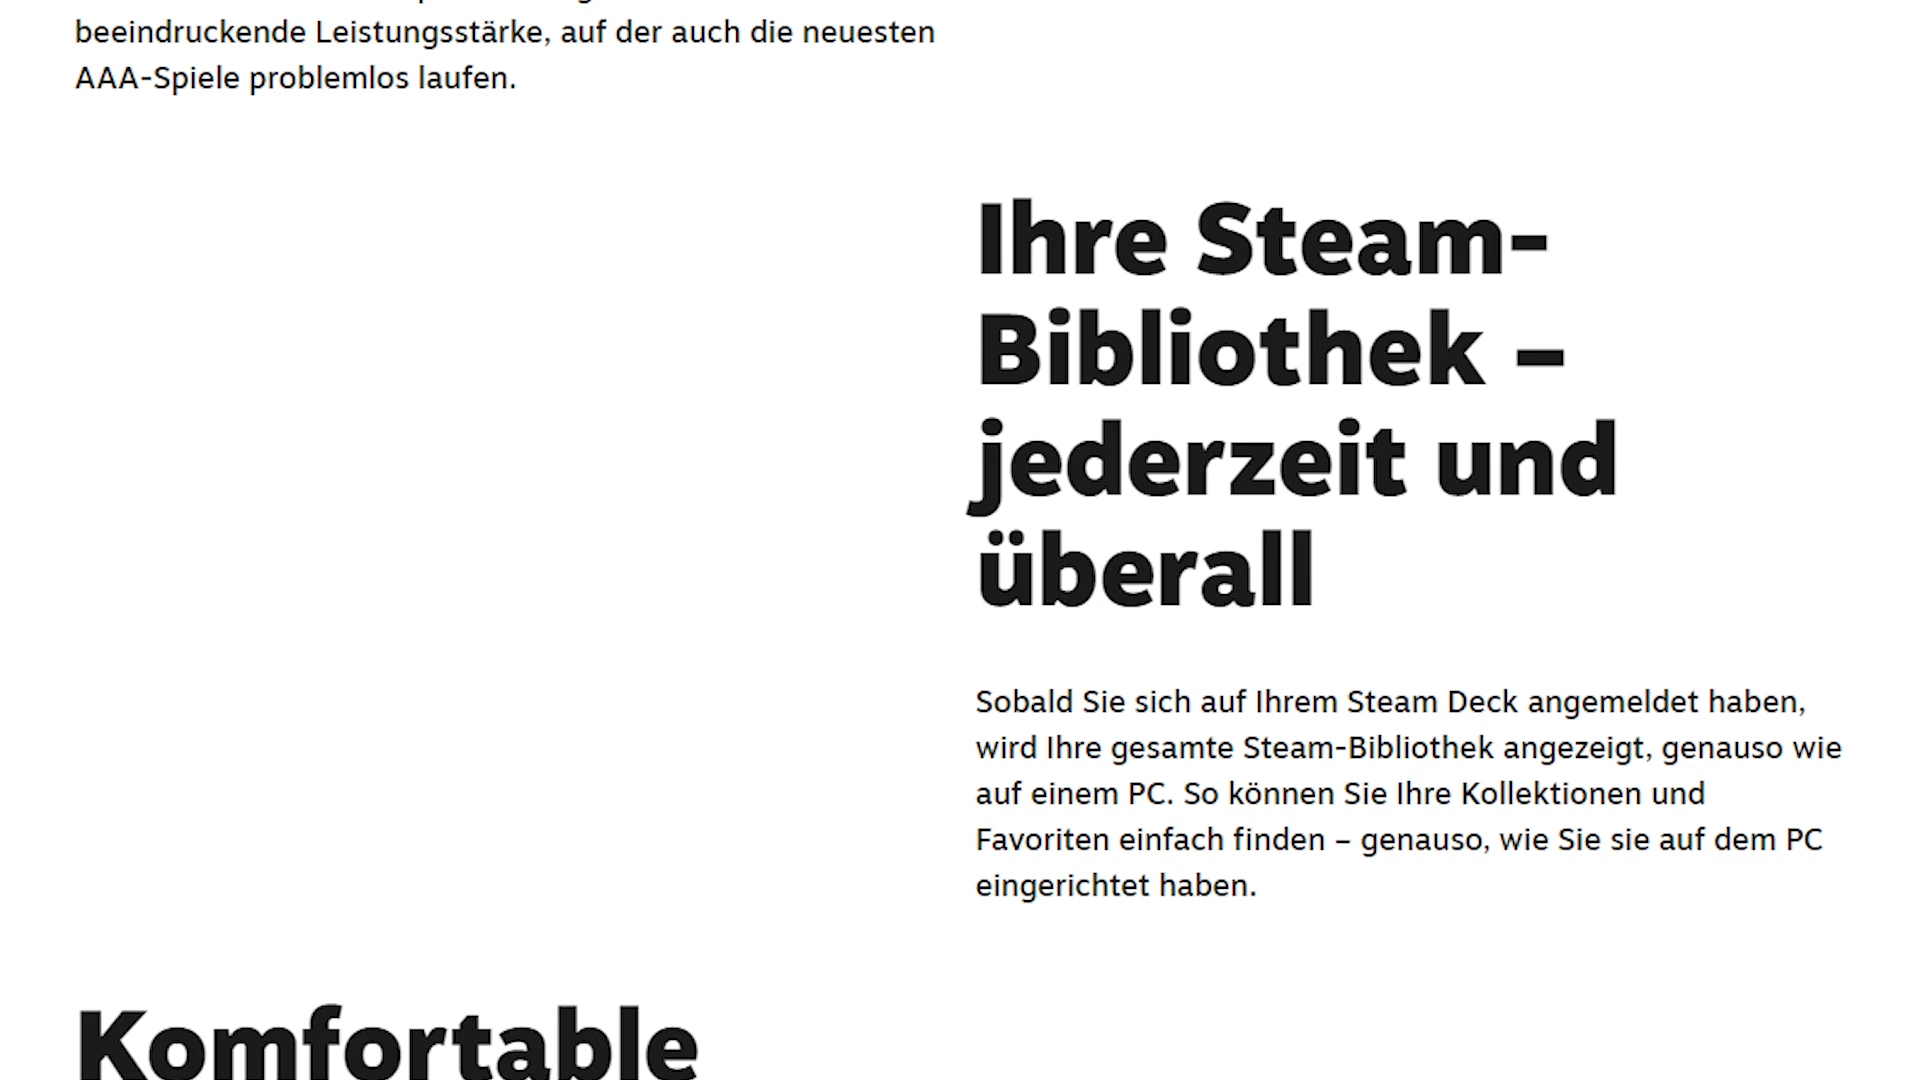 beeindruckende Leistungsstärke, auf der auch die neuesten
AAA-Spiele problemlos laufen.
Ihre Steam-
Bibliothek –
jederzeit und
überall
Sobald Sie sich auf Ihrem Steam Deck angemeldet haben,
wird Ihre gesamte Steam-Bibliothek angezeigt, genauso wie
auf einem PC. So können Sie Ihre Kollektionen und
Favoriten einfach finden – genauso, wie Sie sie auf dem PC
eingerichtet haben.
Komfortable